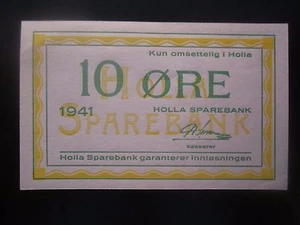 Kun omsettelig i Holla
10 ØRE
HOLLA
1941
HOLLA SPAREBANK
SPAREBANK
kasserer
Holla Sparebank garanterer innløsningen